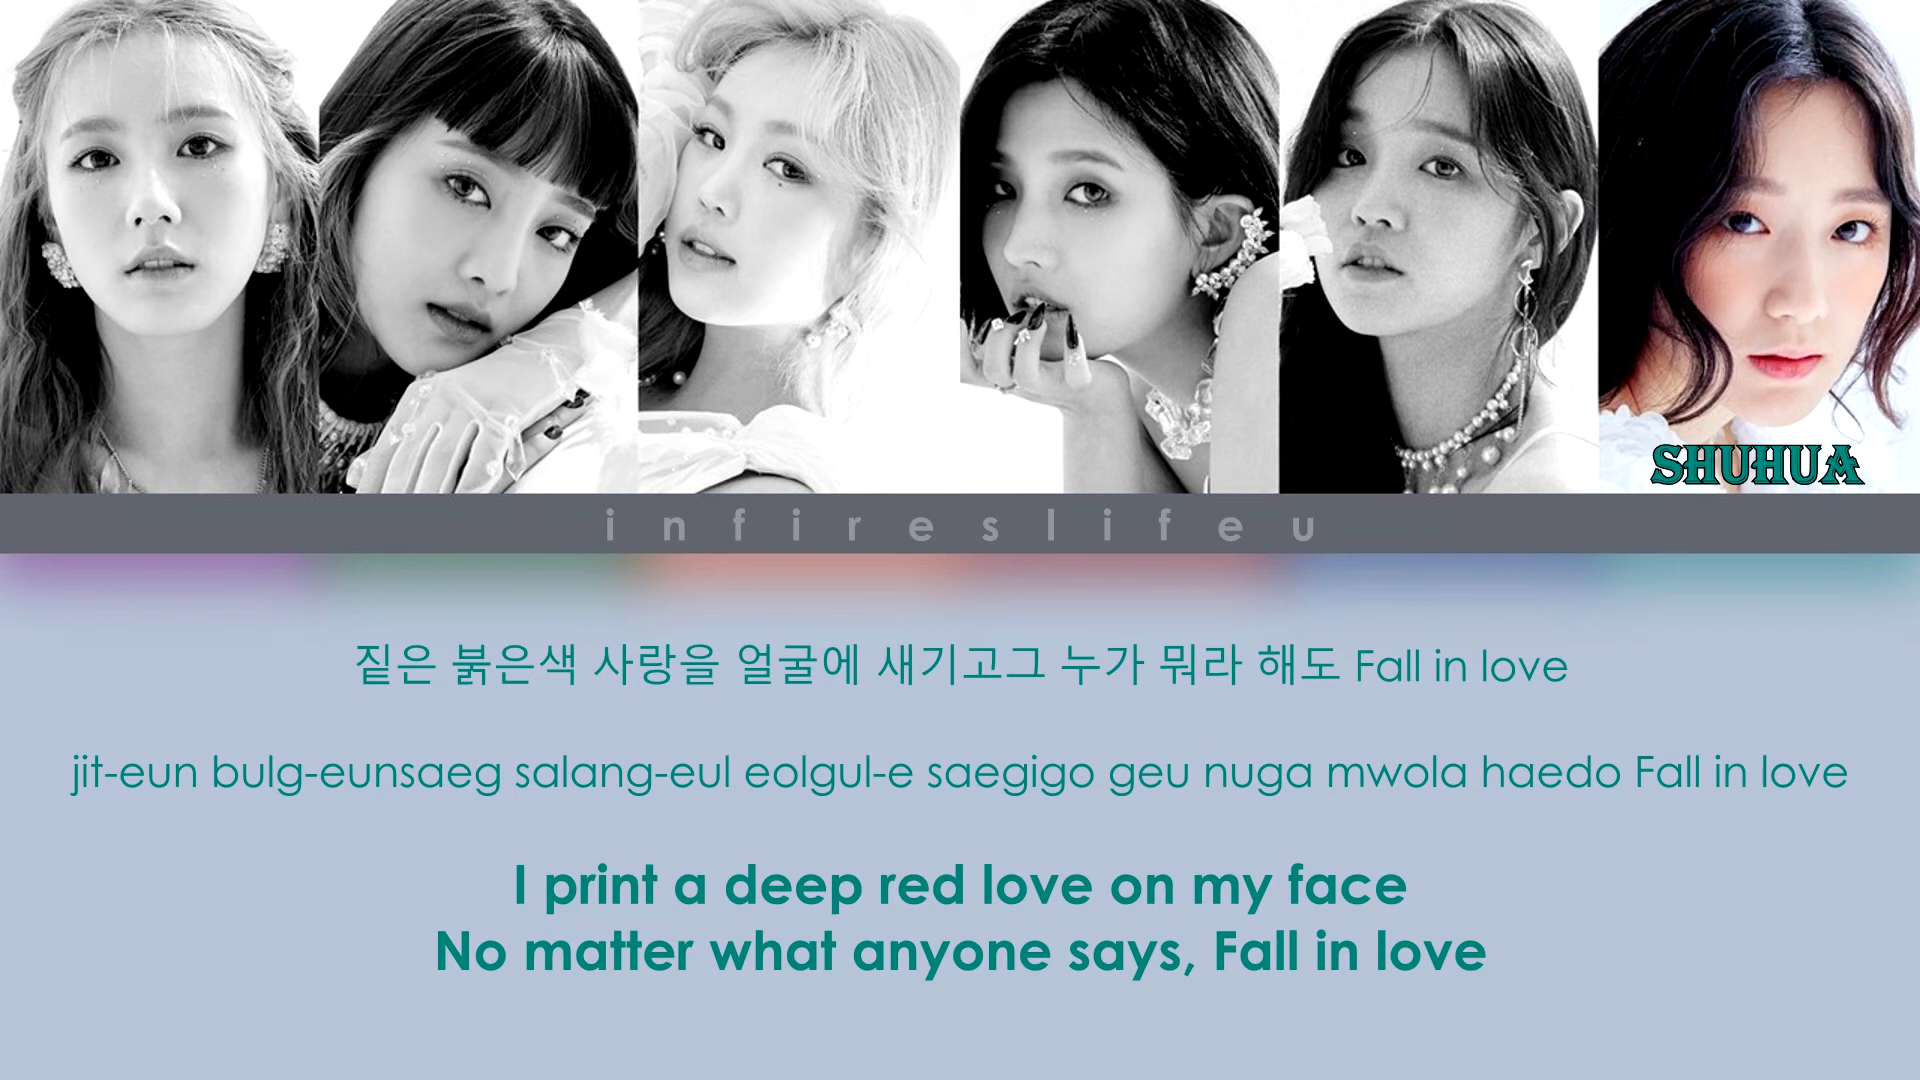 SHUHUA
infireslifeu
짙은 붉은색 사랑을 얼굴에 새기고그 누가 뭐라 해도 Fall in love
jit-eun bulg-eunsaeg salang-eul eolgul-e saegigo geu nuga mwola haedo Fall in love
I print a deep red love on my face
No matter what anyone says, Fall in love